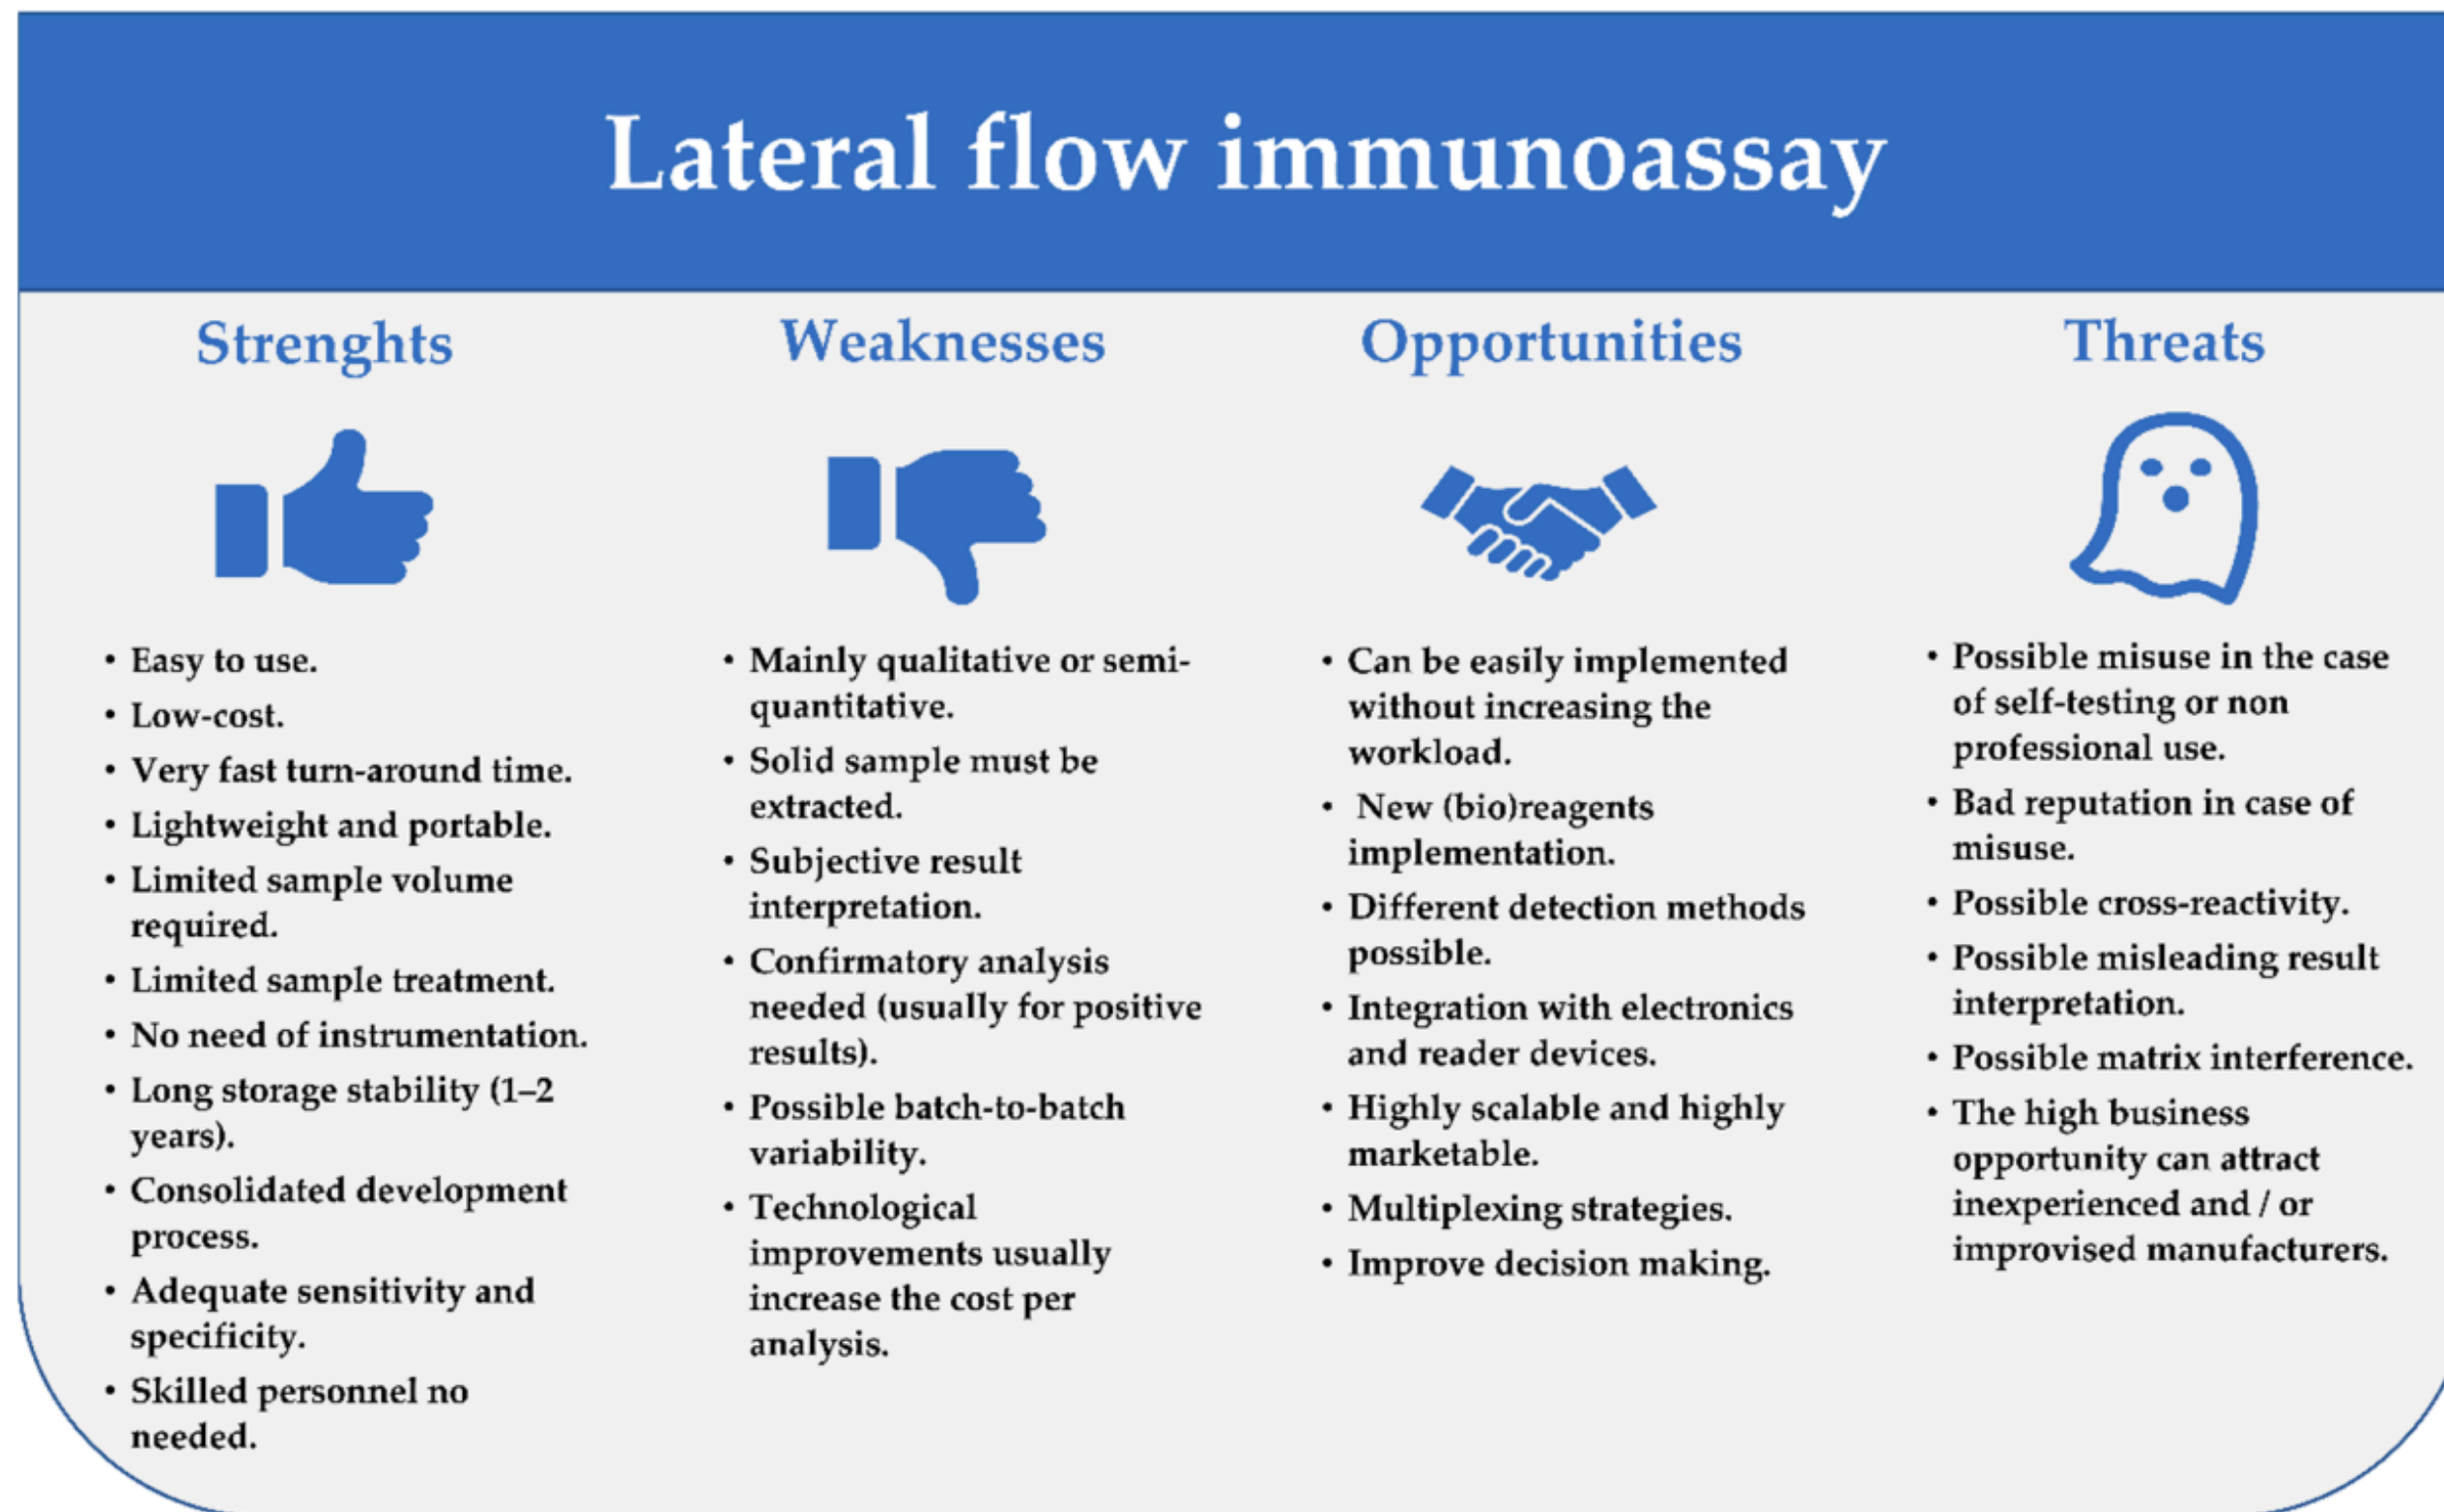 Lateral flow immunoassay
Strenghts
• Easy to use.
• Low-cost.
• Very fast turn-around time.
• Lightweight and portable.
• Limited sample volume
required.
• Limited sample treatment.
• No need of instrumentation.
• Long storage stability (1–2
years).
• Consolidated development
process.
• Adequate sensitivity and
specificity.
• Skilled personnel no
needed.
Weaknesses
• Mainly qualitative or semi-
quantitative.
• Solid sample must be
extracted.
• Subjective result
interpretation.
• Confirmatory analysis
needed (usually for positive
results).
• Possible batch-to-batch
variability.
• Technological
improvements usually
increase the cost per
analysis.
Opportunities
• Can be easily implemented
without increasing the
workload.
• New (bio)reagents
implementation.
• Different detection methods
possible.
• Integration with electronics
and reader devices.
• Highly scalable and highly
marketable.
• Multiplexing strategies.
• Improve decision making.
Threats
• Possible misuse in the case
of self-testing or non
professional use.
• Bad reputation in case of
misuse.
• Possible cross-reactivity.
• Possible misleading result
interpretation.
• Possible matrix interference.
• The high business
opportunity can attract
inexperienced and / or
improvised manufacturers.